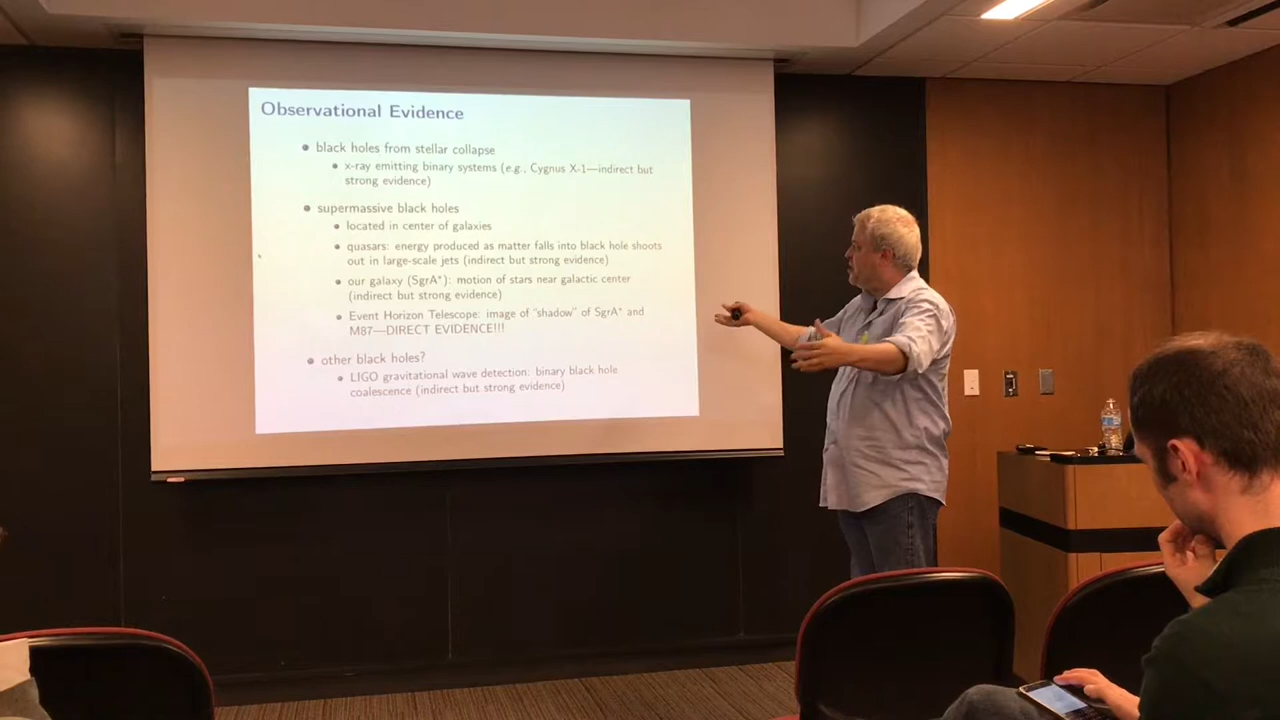 Observational Evidence
• black holes from stellar collapse
• x-ray emitting binary systems (e.g., Cygnus X-1—indirect but
strong evidence)
• supermassive black holes
• located in center of galaxies
• quasars: energy produced as matter falls into black hole shoots
out in large-scale jets (indirect but strong evidence)
• our galaxy (SgrA*): motion of stars near galactic center
(indirect but strong evidence)
• Event Horizon Telescope: image of "shadow" of SgrA* and
M87—DIRECT EVIDENCE!!!
• other black holes?
• LIGO gravitational wave detection: binary black hole
coalescence (indirect but strong evidence)